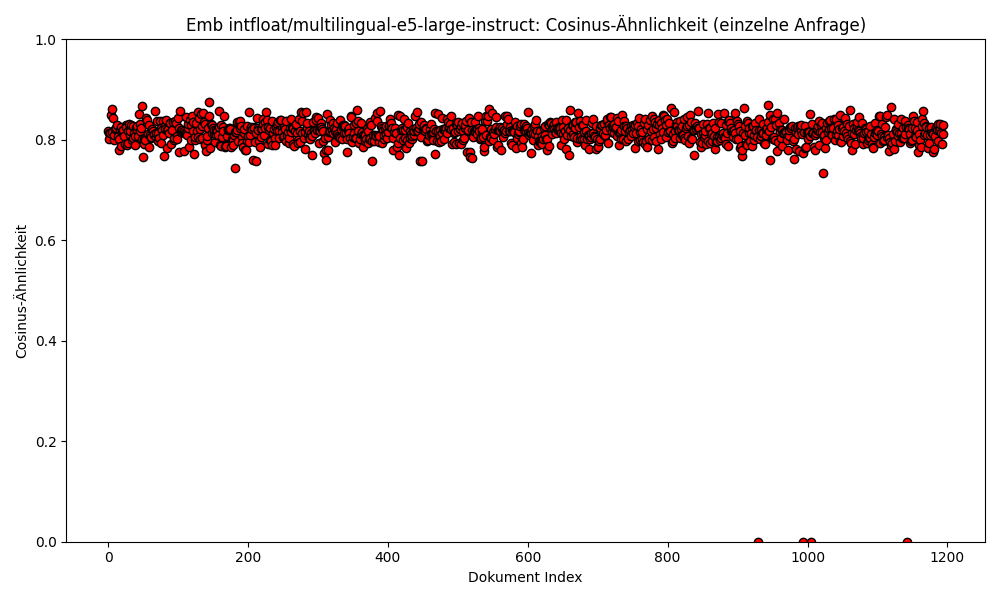 Emb intfloat/multilingual-e5-large-instruct: Cosinus-Ähnlichkeit (einzelne Anfrage)
1.0
0.8
0.6
0.4
0.2
0.0
Cosinus-Ähnlichkeit
0 200 400 600 800 1000 1200
Dokument Index